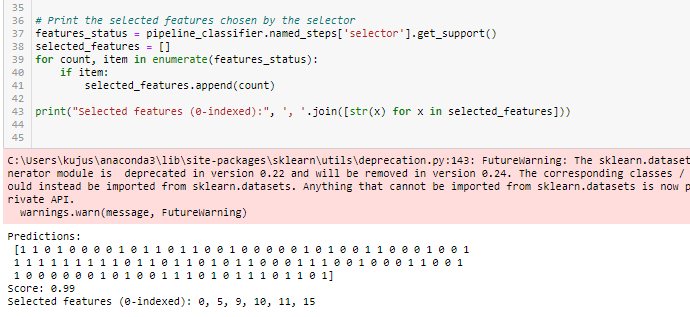 35
36 # Print the selected features chosen by the selector
37 features_status = pipeline_classifier.named_steps['selector'].get_support()
38 selected_features = []
39 for count, item in enumerate(features_status):
40     if item:
41         selected_features.append(count)
42
43 print("Selected features (0-indexed):", ', '.join([str(x) for x in selected_features]))
44
45
C:\Users\kujus\anaconda3\lib\site-packages\sklearn\utils\deprecation.py:143: FutureWarning: The sklearn.dataset
nerator module is  deprecated in version 0.22 and will be removed in version 0.24. The corresponding classes /
ould instead be imported from sklearn.datasets. Anything that cannot be imported from sklearn.datasets is now p
rivate API.
  warnings.warn(message, FutureWarning)
Predictions:
 [1 1 0 1 0 0 0 0 1 0 1 1 0 1 1 0 0 1 0 0 0 0 0 1 0 1 0 0 1 1 0 0 0 1 0 0 1
 1 1 1 1 1 1 1 1 1 0 1 1 0 1 1 0 1 0 1 1 0 0 0 1 1 1 0 0 1 0 0 0 1 1 0 0 1
 1 0 0 0 0 0 0 1 0 1 0 0 1 1 1 0 1 0 1 1 1 0 1 1 0 1]
Score: 0.99
Selected features (0-indexed): 0, 5, 9, 10, 11, 15